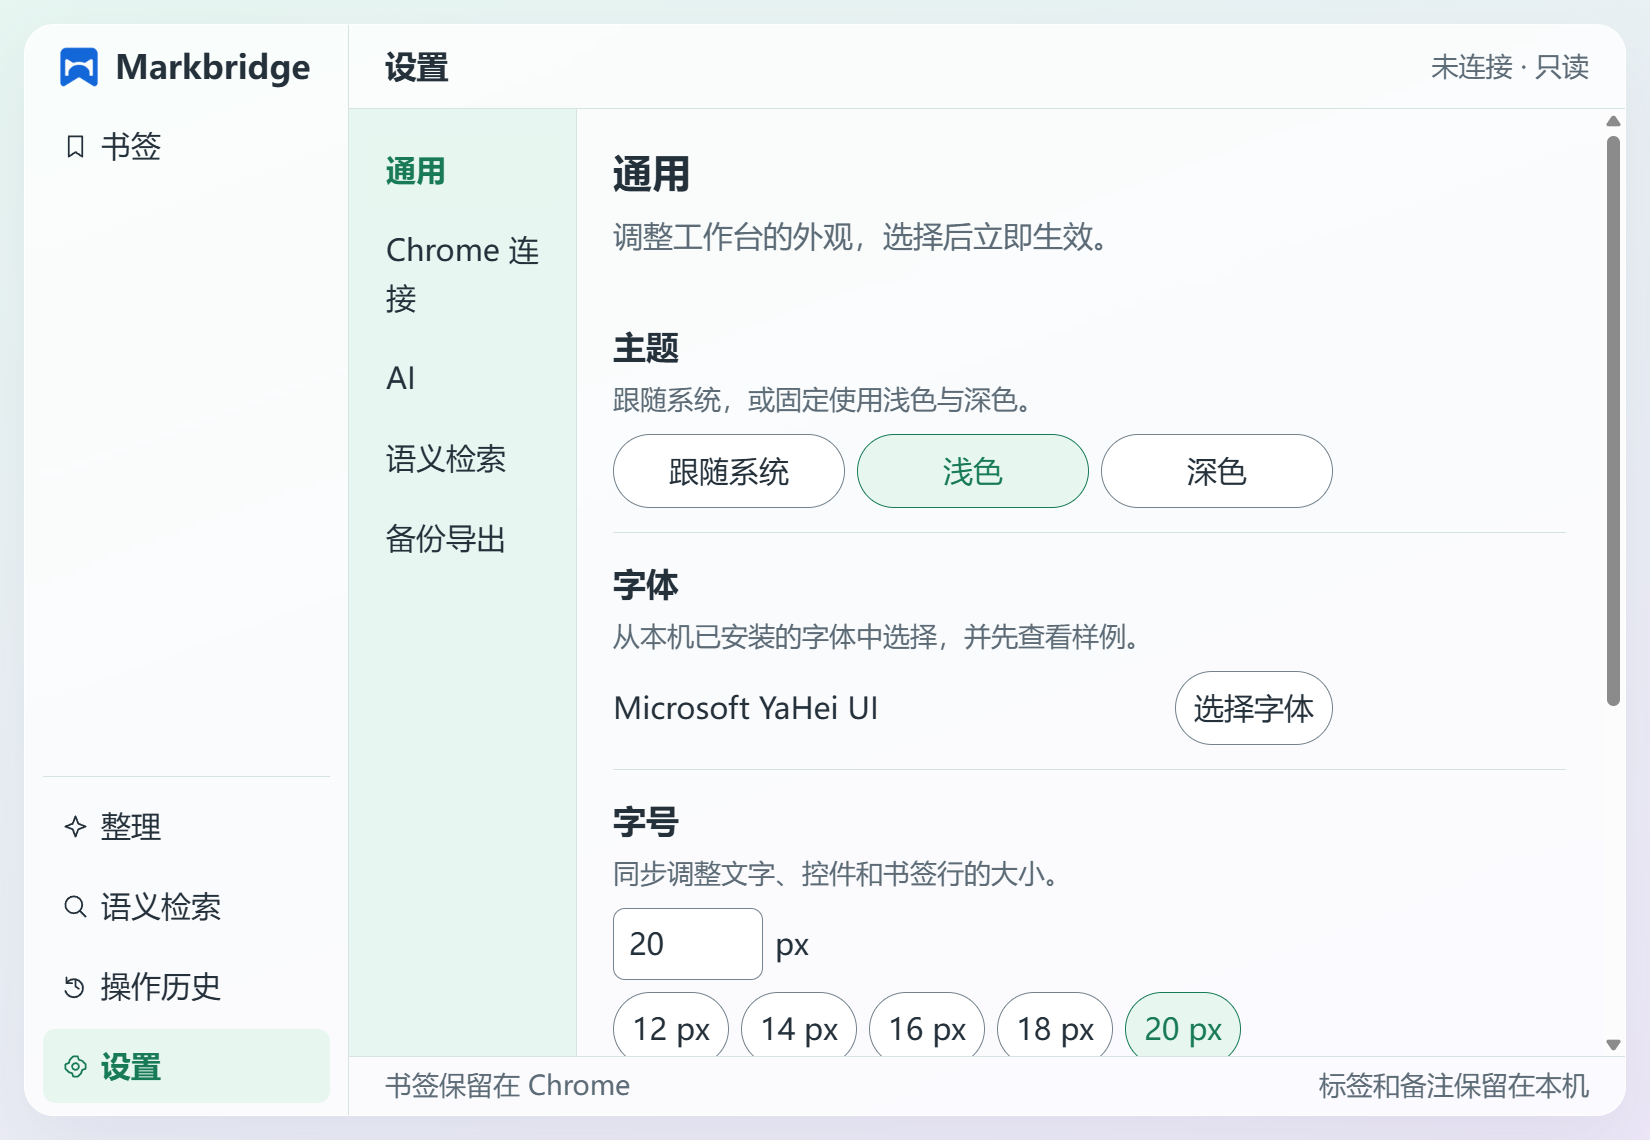 Markbridge
书签
整理
语义检索
操作历史
设置
设置
未连接 · 只读
通用
Chrome 连
接
AI
语义检索
备份导出
通用
调整工作台的外观，选择后立即生效。
主题
跟随系统，或固定使用浅色与深色。
跟随系统 浅色 深色
字体
从本机已安装的字体中选择，并先查看样例。
Microsoft YaHei UI 选择字体
字号
同步调整文字、控件和书签行的大小。
20 px
12 px 14 px 16 px 18 px 20 px
书签保留在 Chrome
标签和备注保留在本机